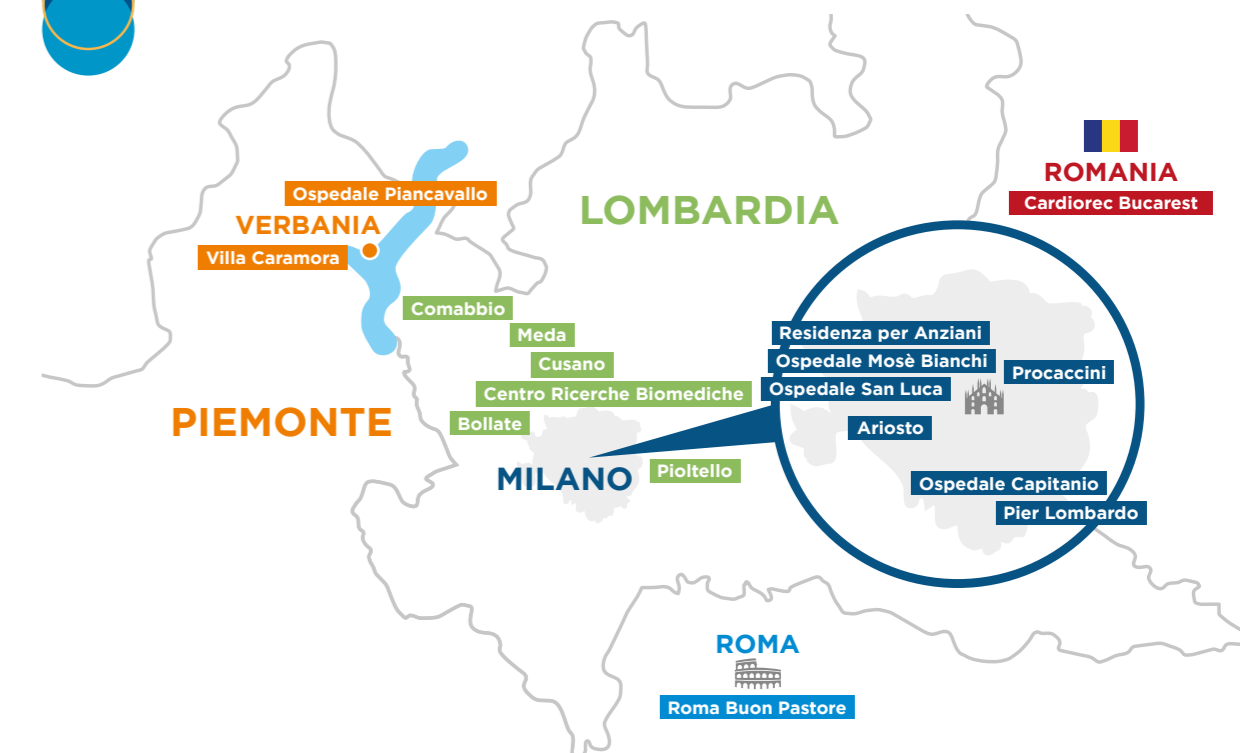 ROMANIA
Cardiorec Bucarest
Ospedale Piancavallo
VERBANIA
Villa Caramora
LOMBARDIA
Comabbio
Meda
Cusano
Centro Ricerche Biomediche
Bollate
PIEMONTE
MILANO
Pioltello
Residenza per Anziani
Ospedale Mosè Bianchi
Procaccini
Ospedale San Luca
Ariosto
Ospedale Capitanio
Pier Lombardo
ROMA
Roma Buon Pastore